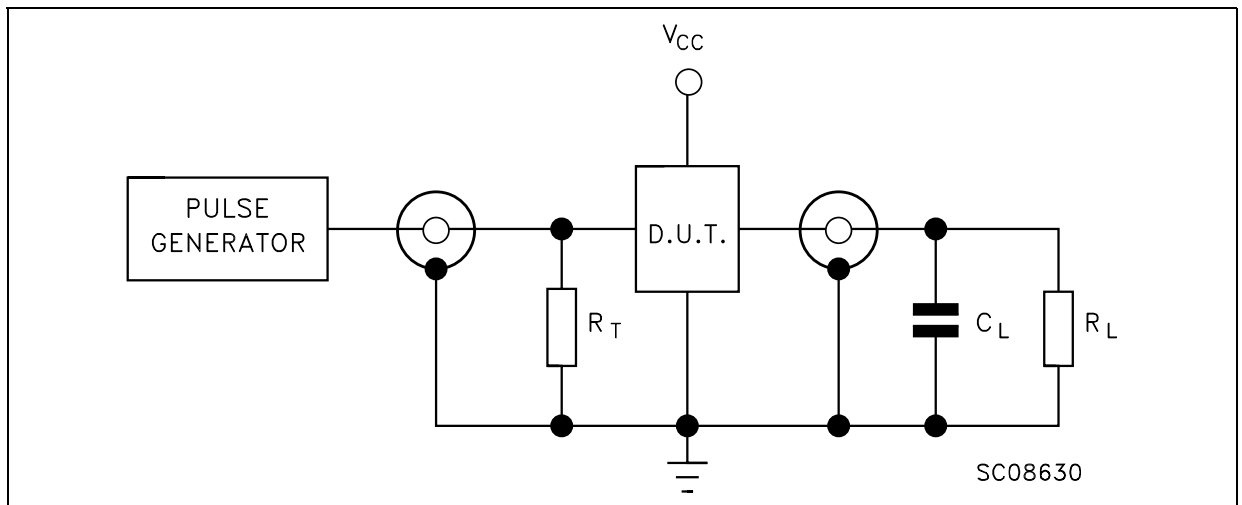 VCC
PULSE
GENERATOR
D.U.T.
RT
CL
RL
SC08630